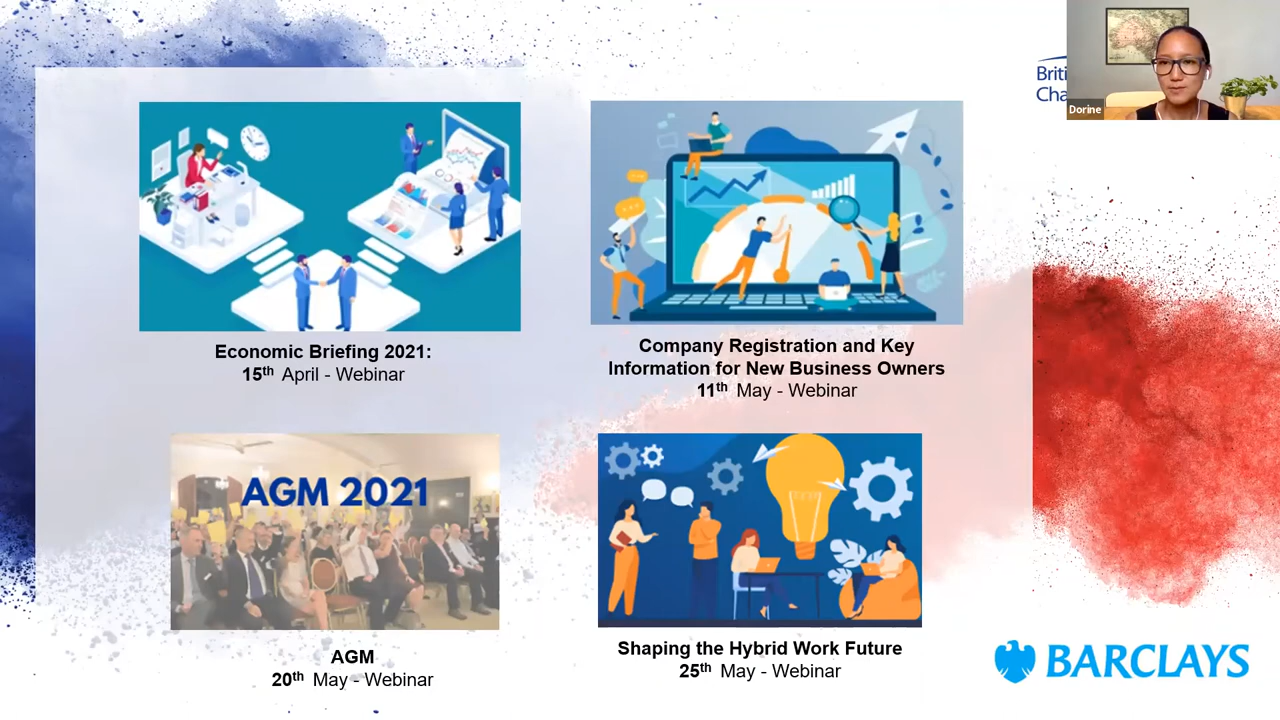 Briti
Cha
Dorine
Economic Briefing 2021:
15th April - Webinar
Company Registration and Key
Information for New Business Owners
11th May - Webinar
AGM 2021
AGM
20th May - Webinar
Shaping the Hybrid Work Future
25th May - Webinar
BARCLAYS